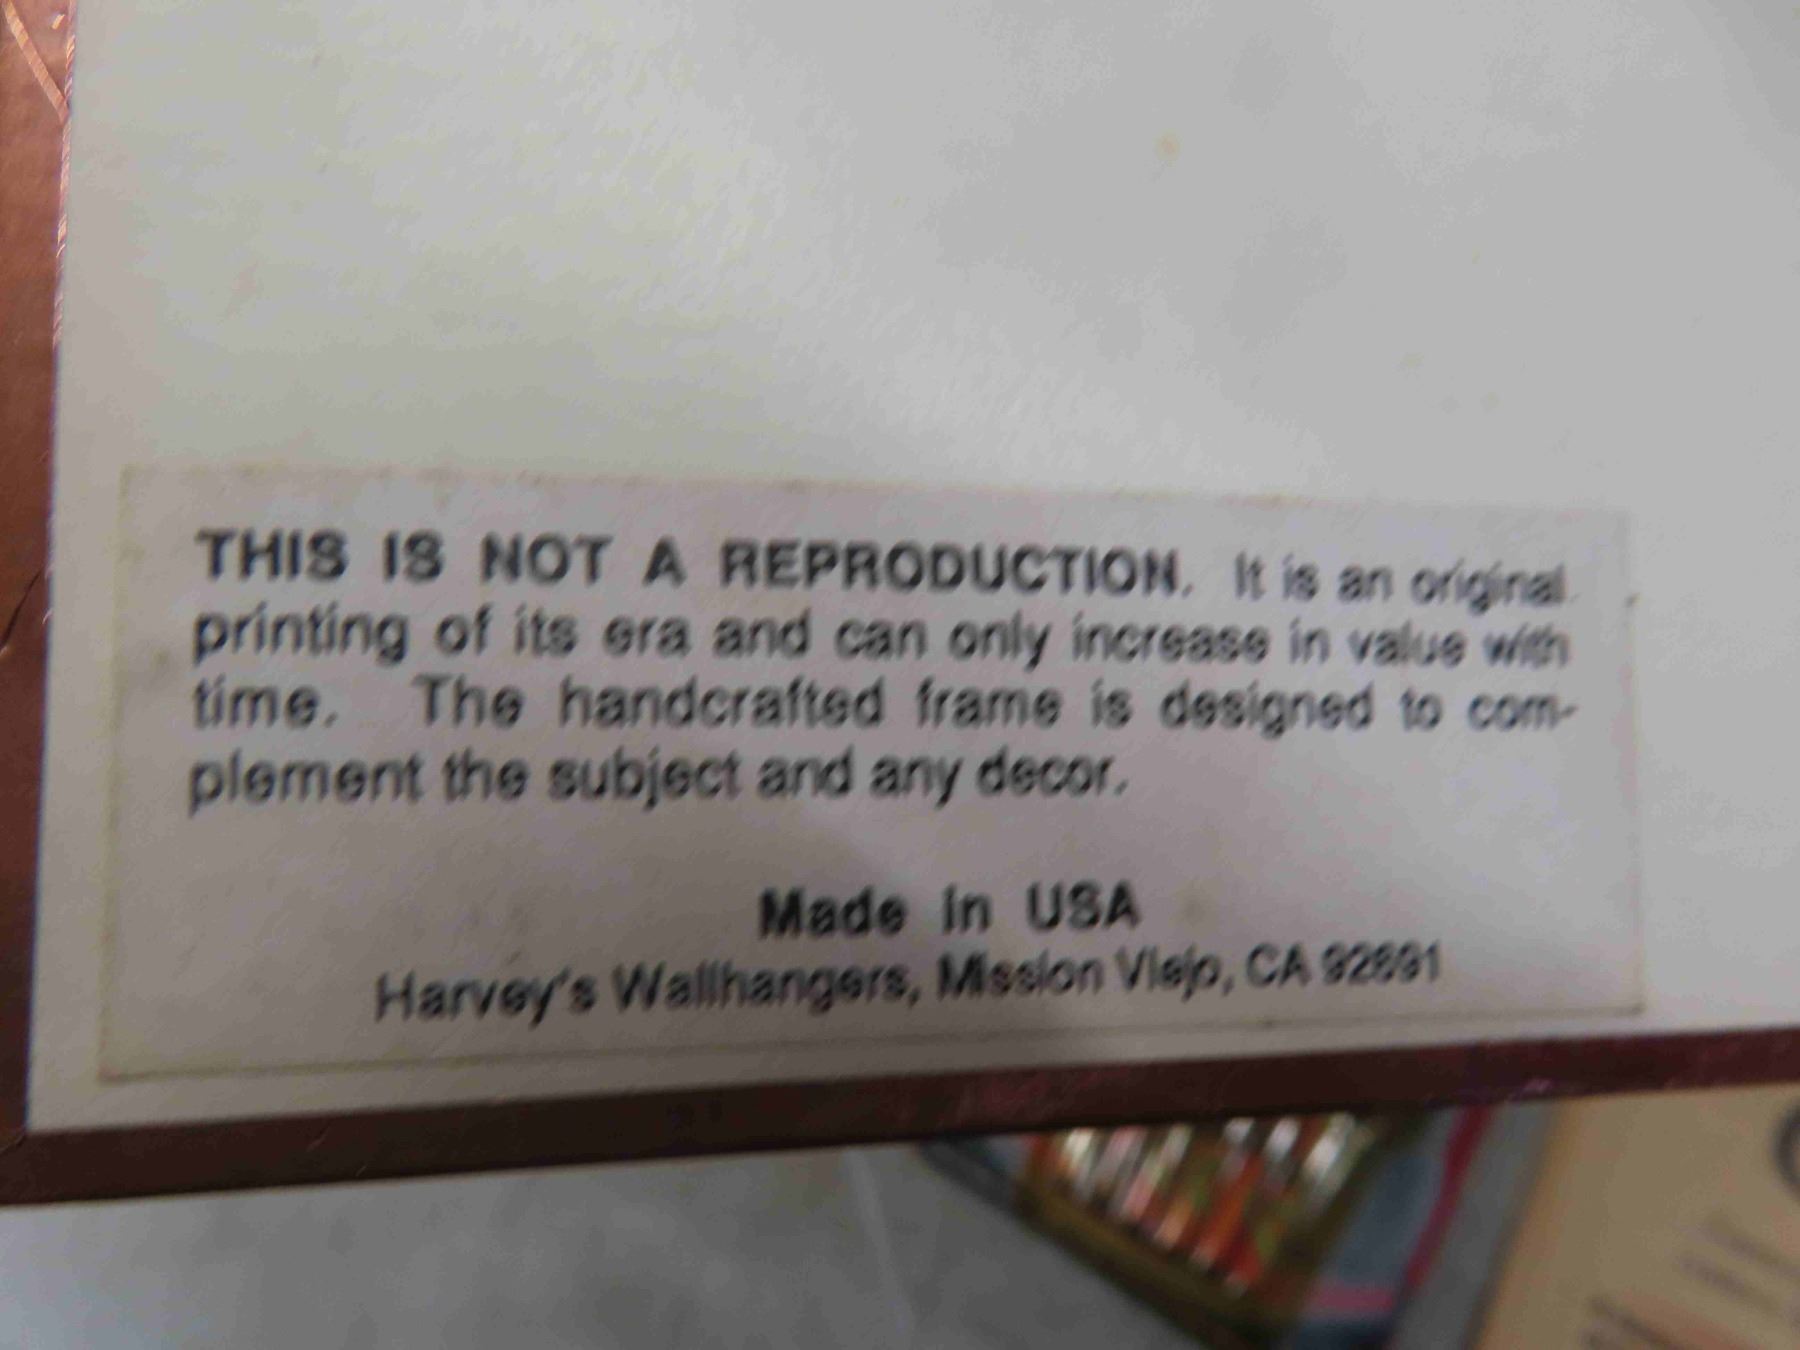 THIS IS NOT A REPRODUCTION. It is an original
printing of its era and can only increase in value with
time. The handcrafted frame is designed to com-
plement the subject and any decor.
Made in USA
Harvey's Wallhangers, Mission Viejo, CA 92691